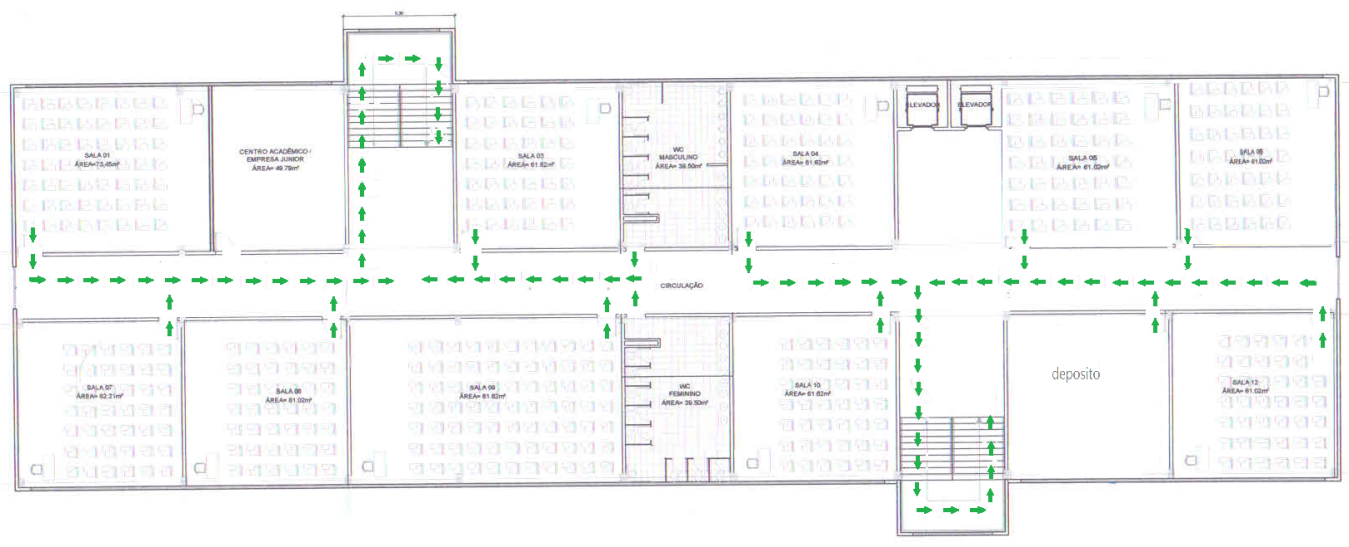 SALA 01
ÁREA=73,45m²
CENTRO ACADÊMICO /
EMPRESA JUNIOR
ÁREA= 49.79m²
SALA 03
ÁREA= 61.62m²
WC
MASCULINO
ÁREA= 39.50m²
SALA 04
ÁREA= 61.62m²
ELEVADOR
ELEVADOR
SALA 05
ÁREA= 61.02m²
SALA 06
ÁREA= 61.02m²
CIRCULAÇÃO
SALA 07
ÁREA= 62.21m²
SALA 08
ÁREA= 61.02m²
SALA 09
ÁREA= 61.62m²
WC
FEMININO
ÁREA= 39.50m²
SALA 10
ÁREA= 61.62m²
deposito
SALA 12
ÁREA= 61.02m²